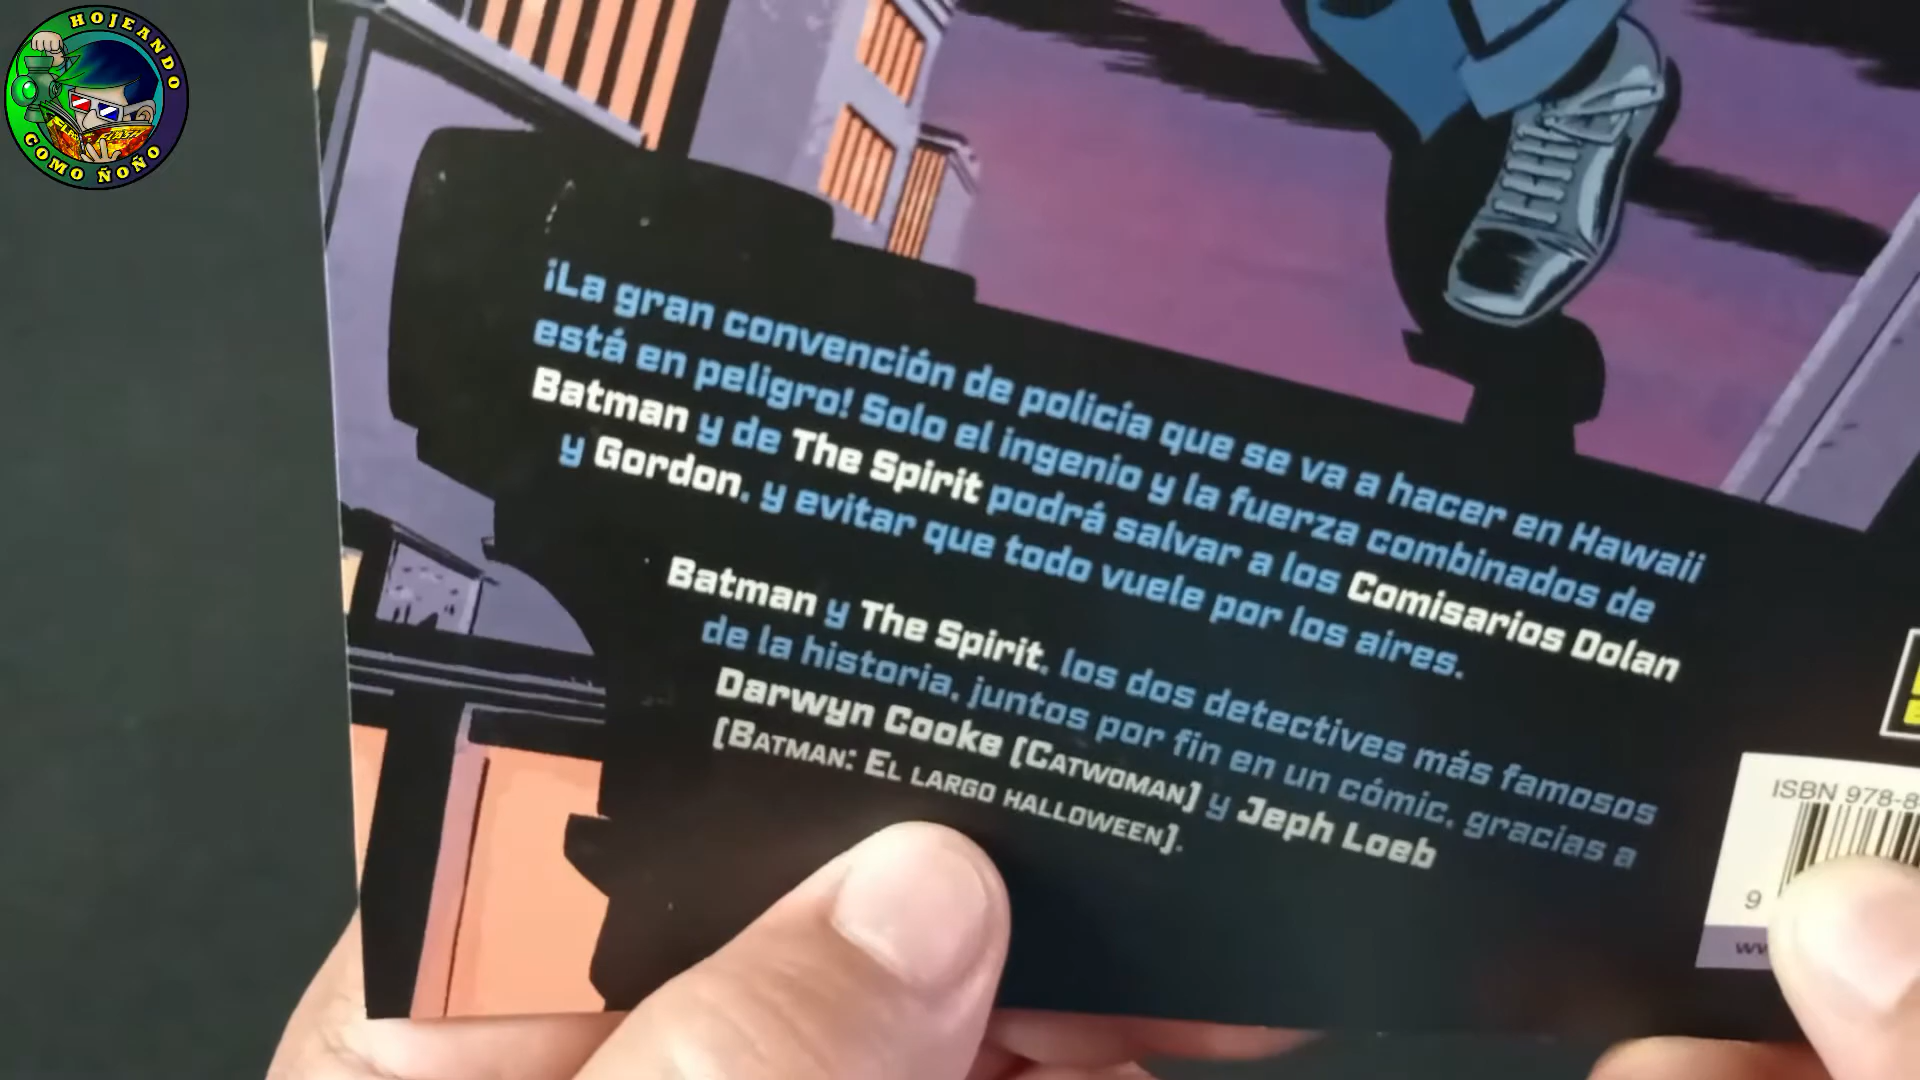 HOJEANDO
COMO ÑOÑO
¡La gran convención de policía que se va a hacer en Hawaii
está en peligro! Solo el ingenio y la fuerza combinados de
Batman y de The Spirit podrá salvar a los Comisarios Dolan
y Gordon, y evitar que todo vuele por los aires.
Batman y The Spirit, los dos detectives más famosos
de la historia, juntos por fin en un cómic, gracias a
Darwyn Cooke [CATWOMAN] y Jeph Loeb
[BATMAN: EL LARGO HALLOWEEN].
ISBN 978-8
9